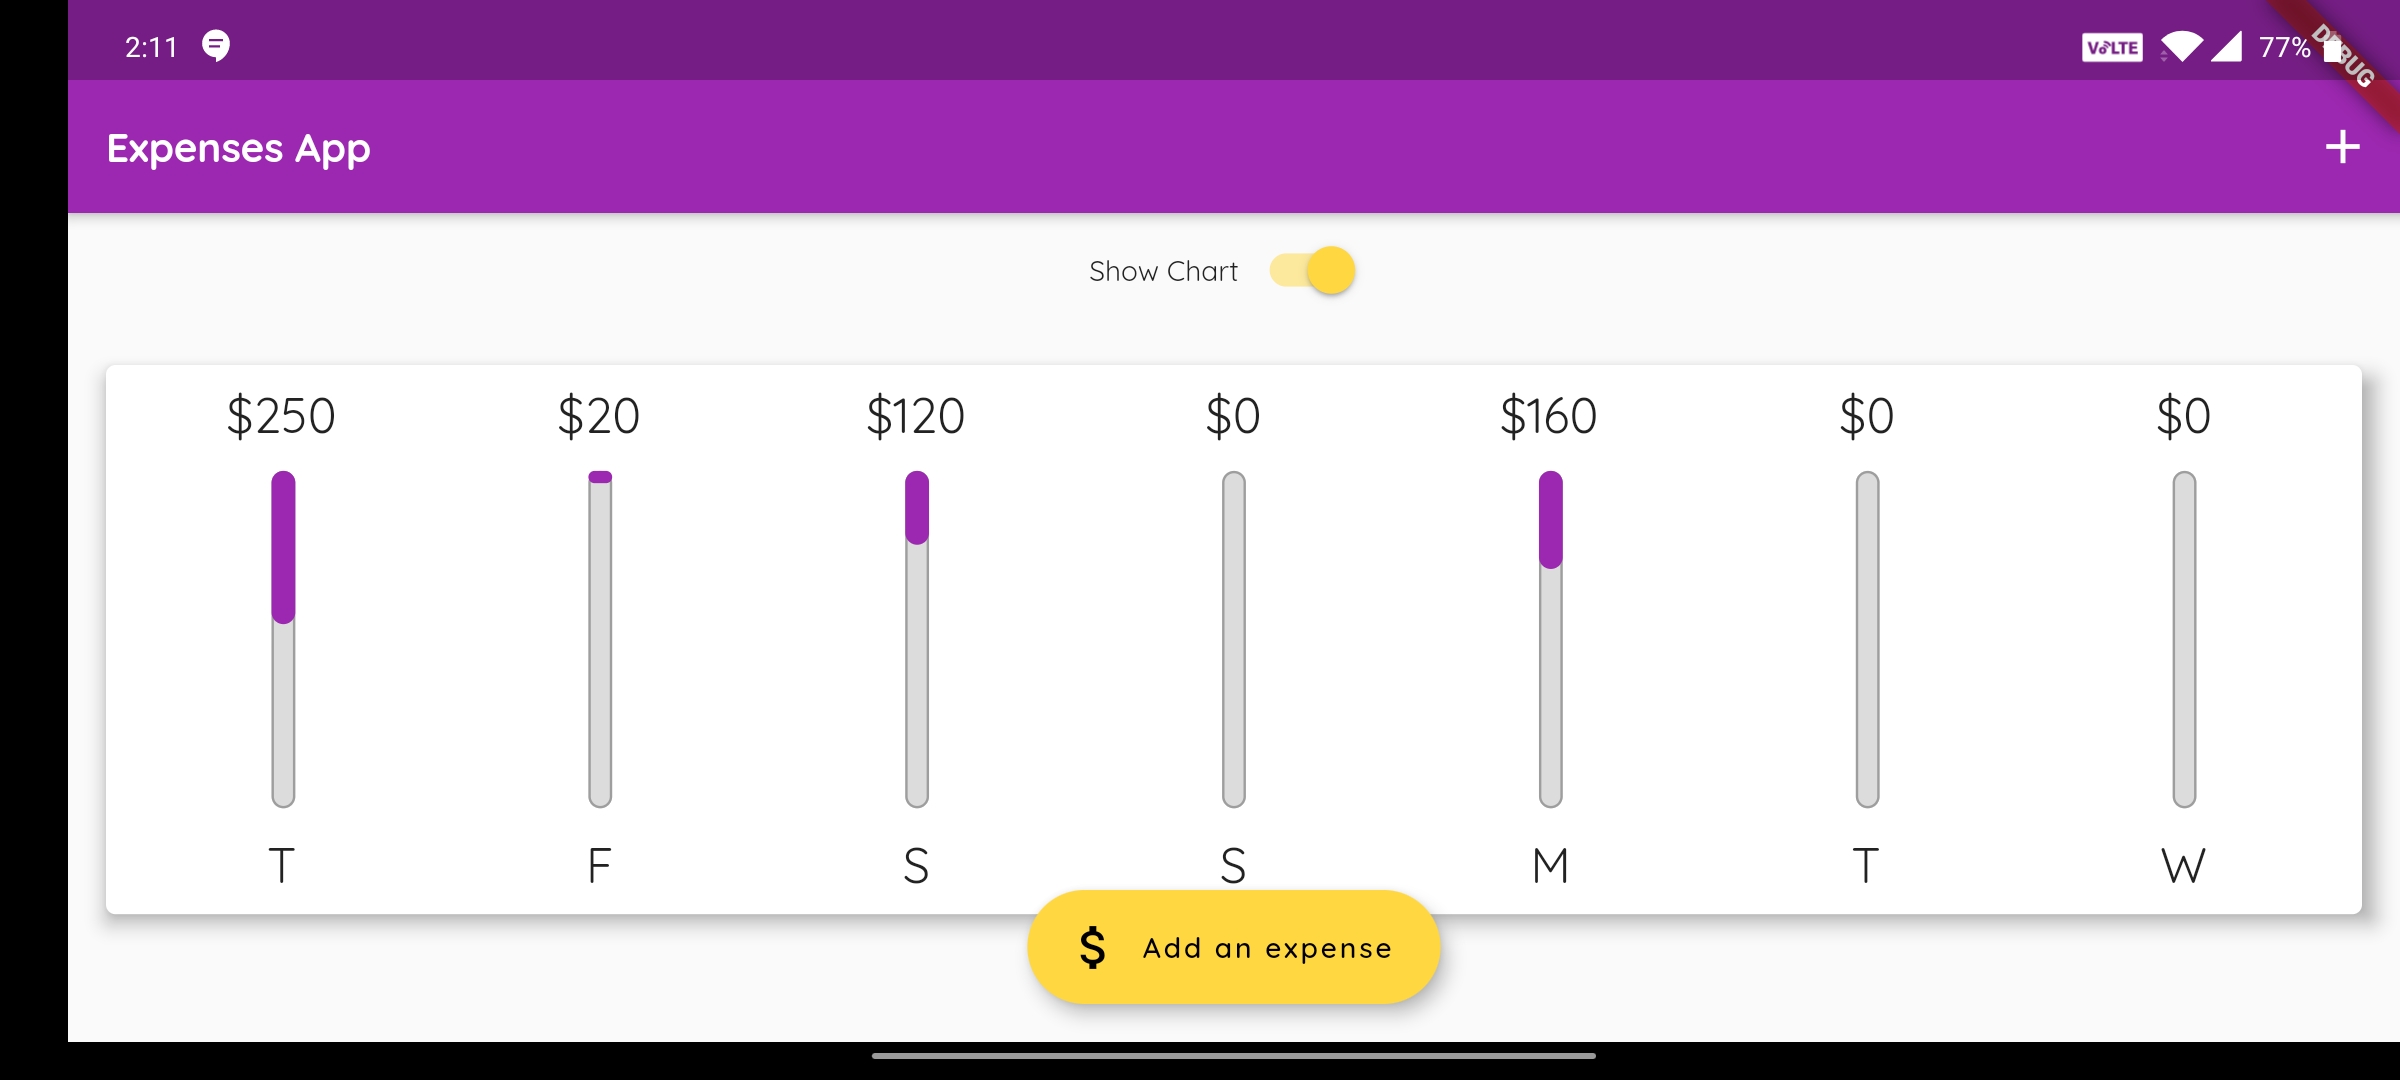 2:11
VoLTE
77%
DEBUG
Expenses App
+
Show Chart
$250 $20 $120 $0 $160 $0 $0
T F S S M T W
$ Add an expense